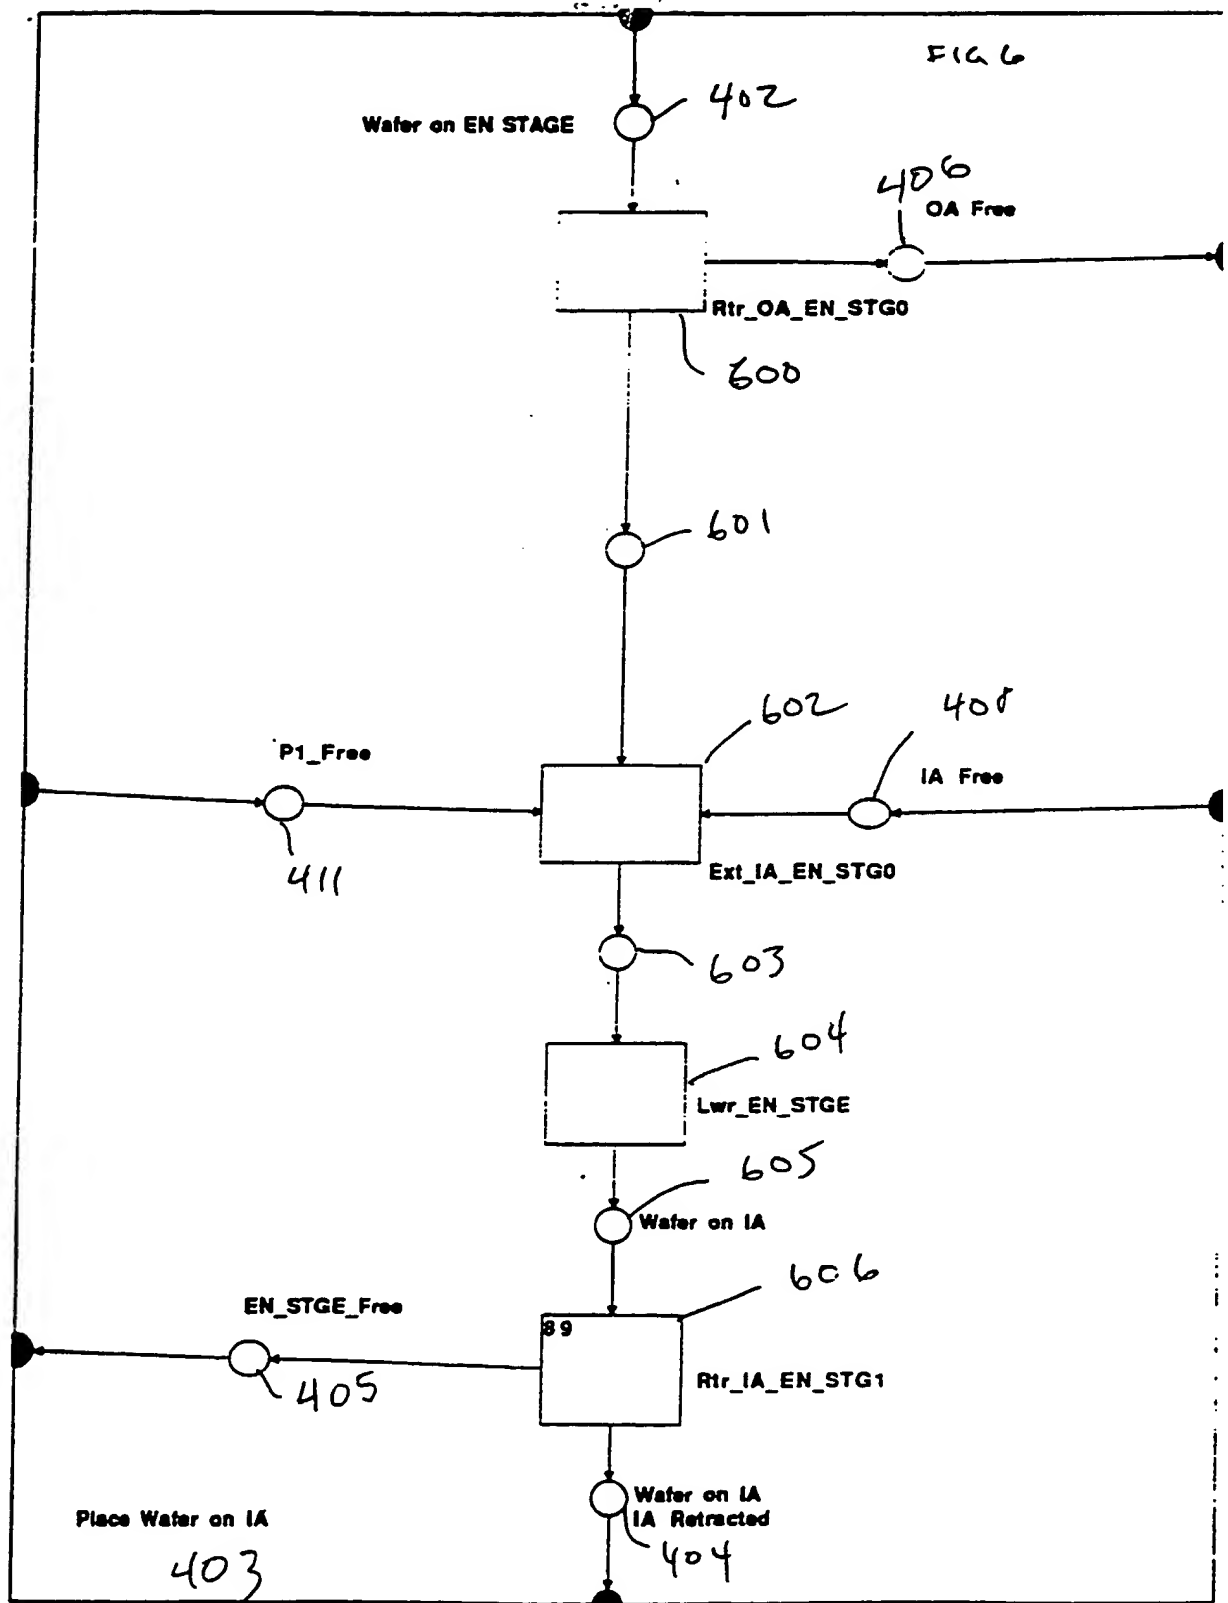 FIG 6
402
Wafer on EN STAGE
406
OA Free
Rtr_OA_EN_STG0
600
601
602
408
P1_Free
IA Free
411
Ext_IA_EN_STG0
603
604
Lwr_EN_STGE
605
Wafer on IA
606
EN_STGE_Free
89
Rtr_IA_EN_STG1
405
Wafer on IA
IA Retracted
Place Wafer on IA
404
403